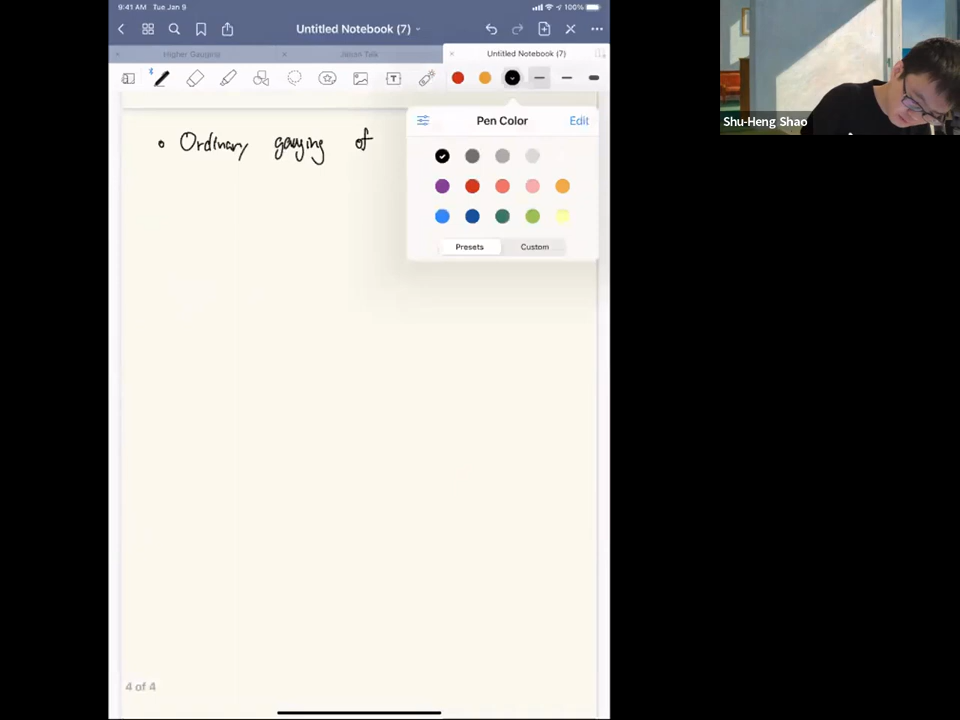 9:41 AM Tue Jan 9
100%
Untitled Notebook (7)
Higher Gauging
Untitled Notebook (7)
Ordinary gauging of
Pen Color
Edit
Presets
Custom
4 of 4
Shu-Heng Shao